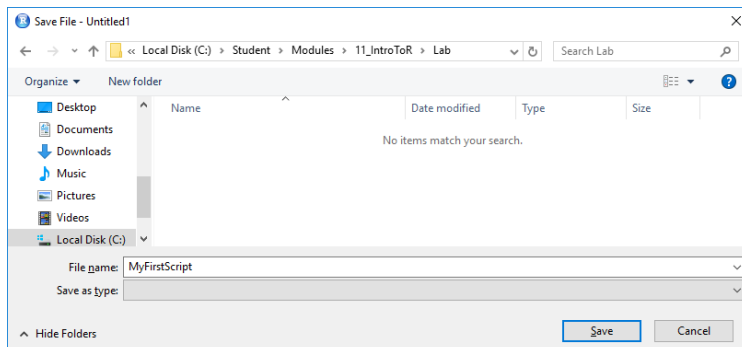 Save File - Untitled1
« Local Disk (C:) > Student > Modules > 11_IntroToR > Lab
Search Lab
Organize
New folder
?
Desktop
Name
Date modified
Type
Size
Documents
No items match your search.
Downloads
Music
Pictures
Videos
Local Disk (C:)
File name: MyFirstScript
Save as type:
Hide Folders
Save
Cancel